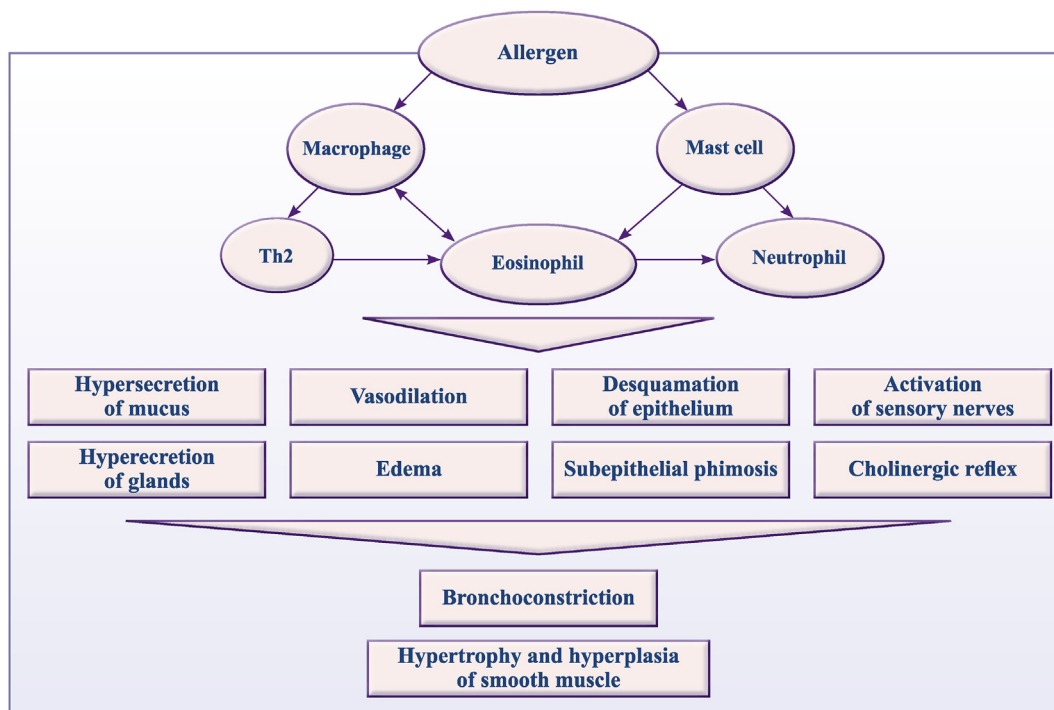 Allergen
Macrophage
Mast cell
Th2
Eosinophil
Neutrophil
Hypersecretion
of mucus
Vasodilation
Desquamation
of epithelium
Activation
of sensory nerves
Hyperecretion
of glands
Edema
Subepithelial phimosis
Cholinergic reflex
Bronchoconstriction
Hypertrophy and hyperplasia
of smooth muscle